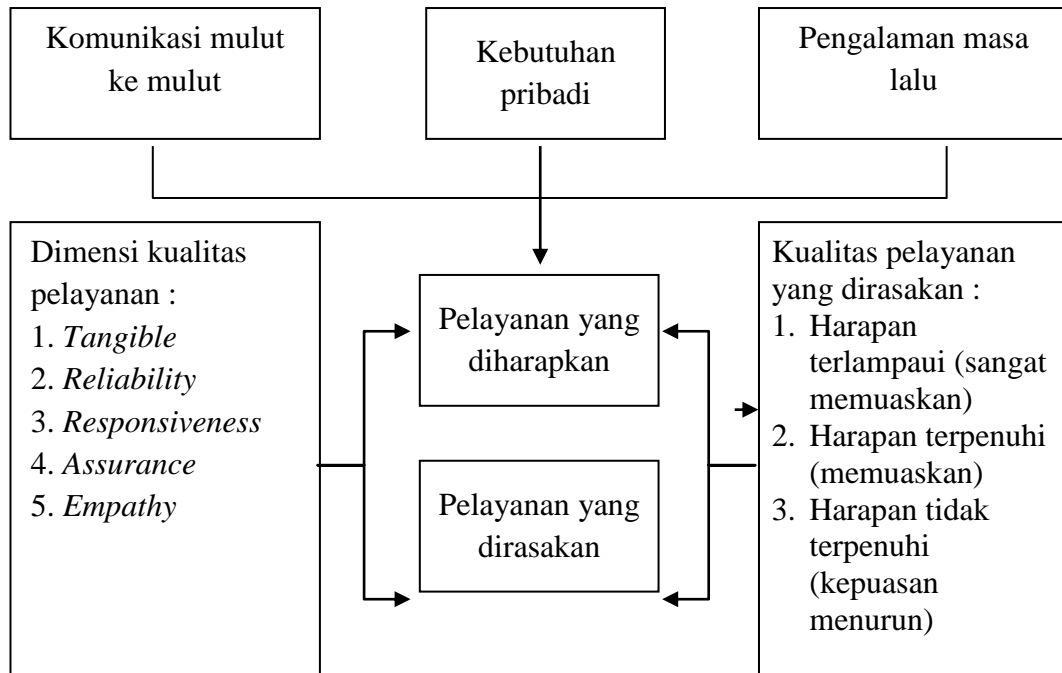 Komunikasi mulut
ke mulut
Kebutuhan
pribadi
Pengalaman masa
lalu
Dimensi kualitas
pelayanan :
1. Tangible
2. Reliability
3. Responsiveness
4. Assurance
5. Empathy
Pelayanan yang
diharapkan
Pelayanan yang
dirasakan
Kualitas pelayanan
yang dirasakan :
1. Harapan
terlampaui (sangat
memuaskan)
2. Harapan terpenuhi
(memuaskan)
3. Harapan tidak
terpenuhi
(kepuasan
menurun)